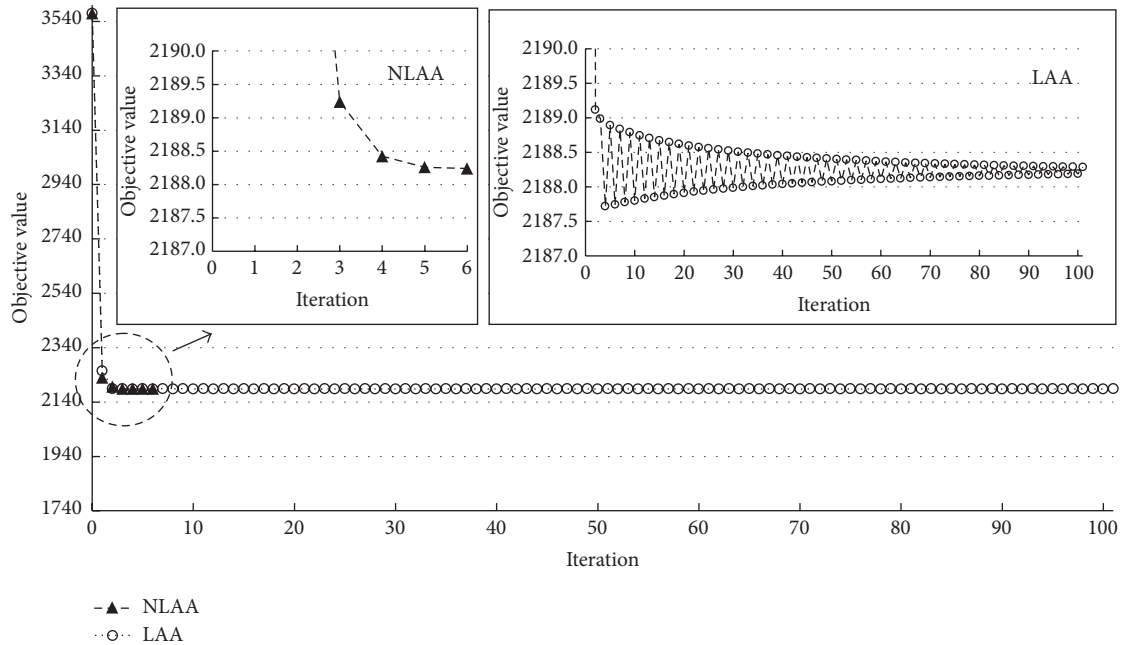 3540
3340
3140
2940
2740
2540
2340
2140
1940
1740
Objective value
0 10 20 30 40 50 60 70 80 90 100
Iteration
2190.0
2189.5
2189.0
2188.5
2188.0
2187.5
2187.0
Objective value
NLAA
0 0 1 2 3 4 5 6
Iteration
2190.0
2189.0
2188.5
2188.0
2187.5
2187.0
Objective value
LAA
0 10 20 30 40 50 60 70 80 90 100
Iteration
NLAA
LAA